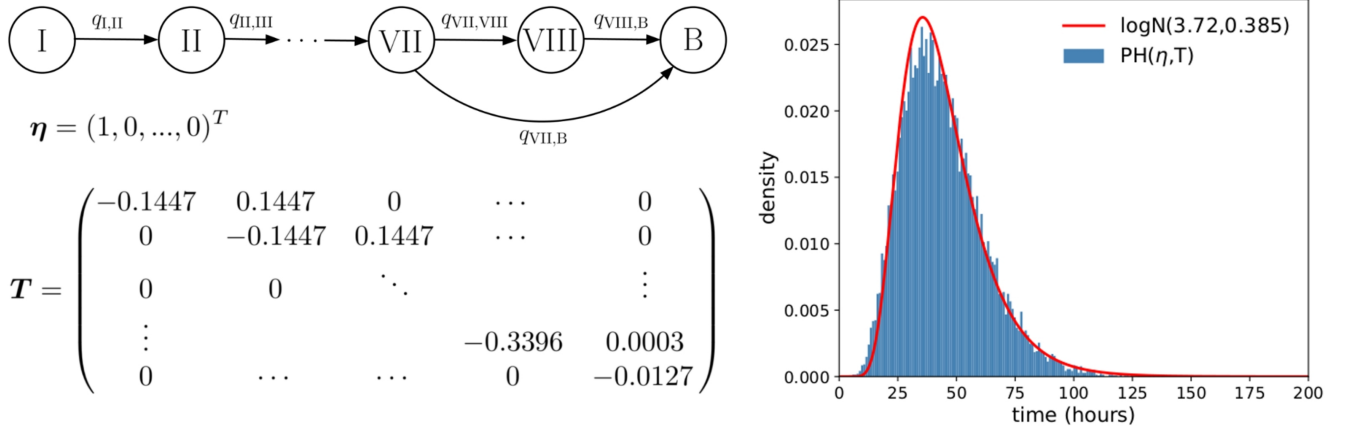 q_{I,II} q_{II,III} q_{VII,VIII} q_{VIII,B}
I II ··· VII VIII B
q_{VII,B}
η = (1, 0, ..., 0)^T
−0.1447 0.1447 0 ··· 0
0 −0.1447 0.1447 ··· 0
T = 0 0 ⋱ ⋮
⋮ −0.3396 0.0003
0 ··· ··· 0 −0.0127
logN(3.72,0.385)
PH(η,T)
density
0.025
0.020
0.015
0.010
0.005
0.000
0 25 50 75 100 125 150 175 200
time (hours)